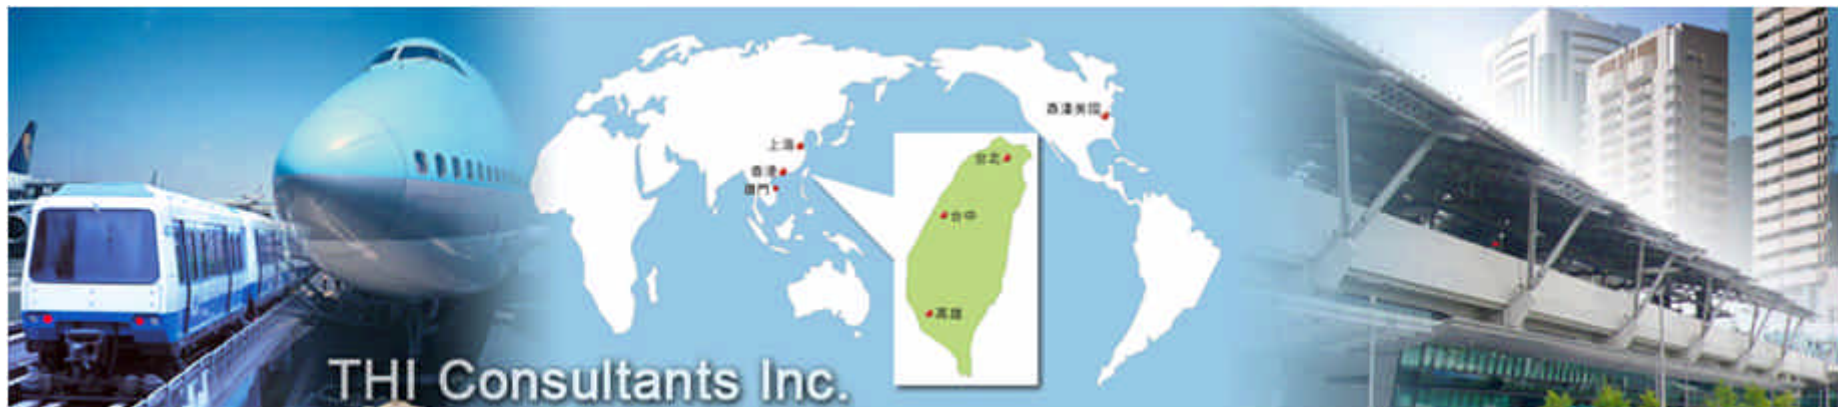 上海
香港
澳門
台北
台中
高雄
THI Consultants Inc.